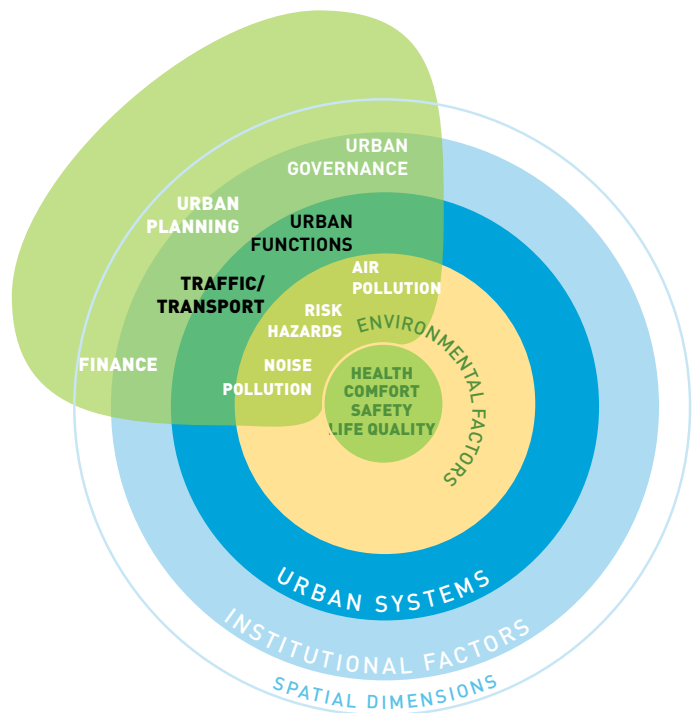 URBAN
GOVERNANCE
URBAN
PLANNING
URBAN
FUNCTIONS
TRAFFIC/
TRANSPORT
AIR
POLLUTION
RISK
HAZARDS
FINANCE
NOISE
POLLUTION
ENVIRONMENTAL FACTORS
HEALTH
COMFORT
SAFETY
LIFE QUALITY
URBAN SYSTEMS
INSTITUTIONAL FACTORS
SPATIAL DIMENSIONS